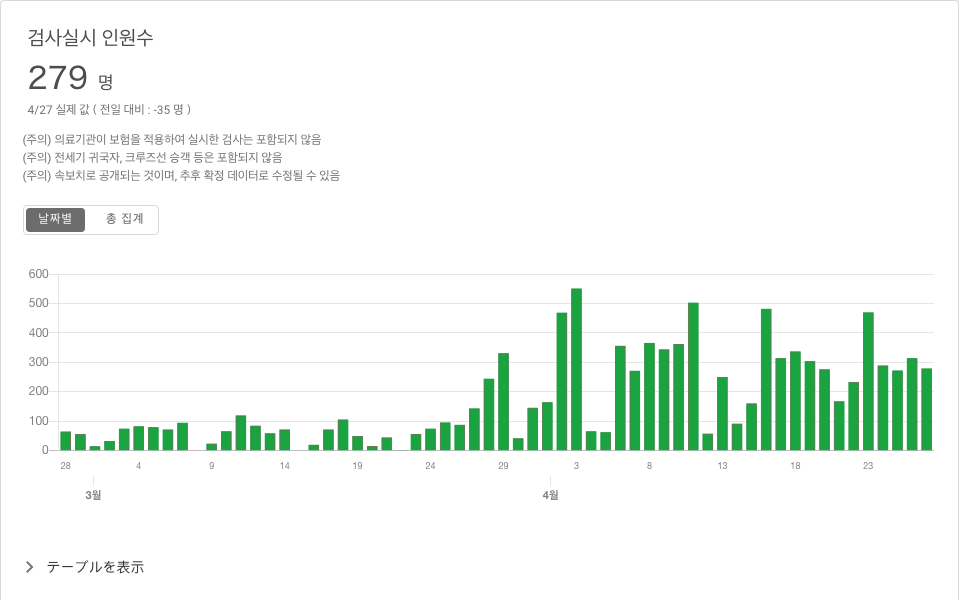 검사실시 인원수
279 명
4/27 실제 값 ( 전일 대비 : -35 명 )
(주의) 의료기관이 보험을 적용하여 실시한 검사는 포함되지 않음
(주의) 전세기 귀국자, 크루즈선 승객 등은 포함되지 않음
(주의) 속보치로 공개되는 것이며, 추후 확정 데이터로 수정될 수 있음
날짜별 총 집계
600
500
400
300
200
100
0
28 4 9 14 19 24 29 3 8 13 18 23
3월 4월
テーブルを表示